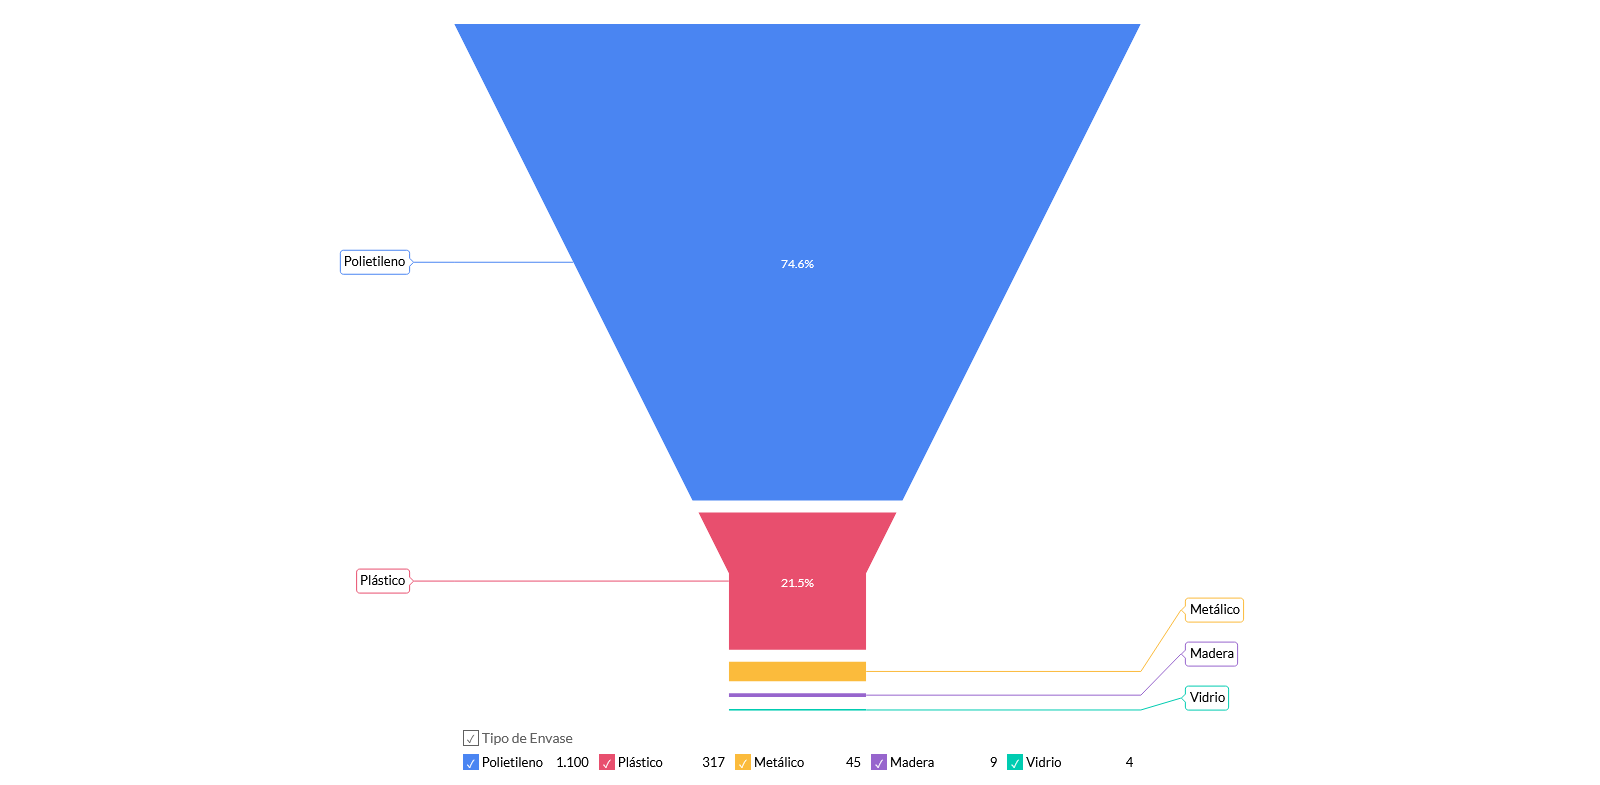 74.6%
Polietileno
21.5%
Plástico
Metálico
Madera
Vidrio
Tipo de Envase
Polietileno 1.100 Plástico 317 Metálico 45 Madera 9 Vidrio 4